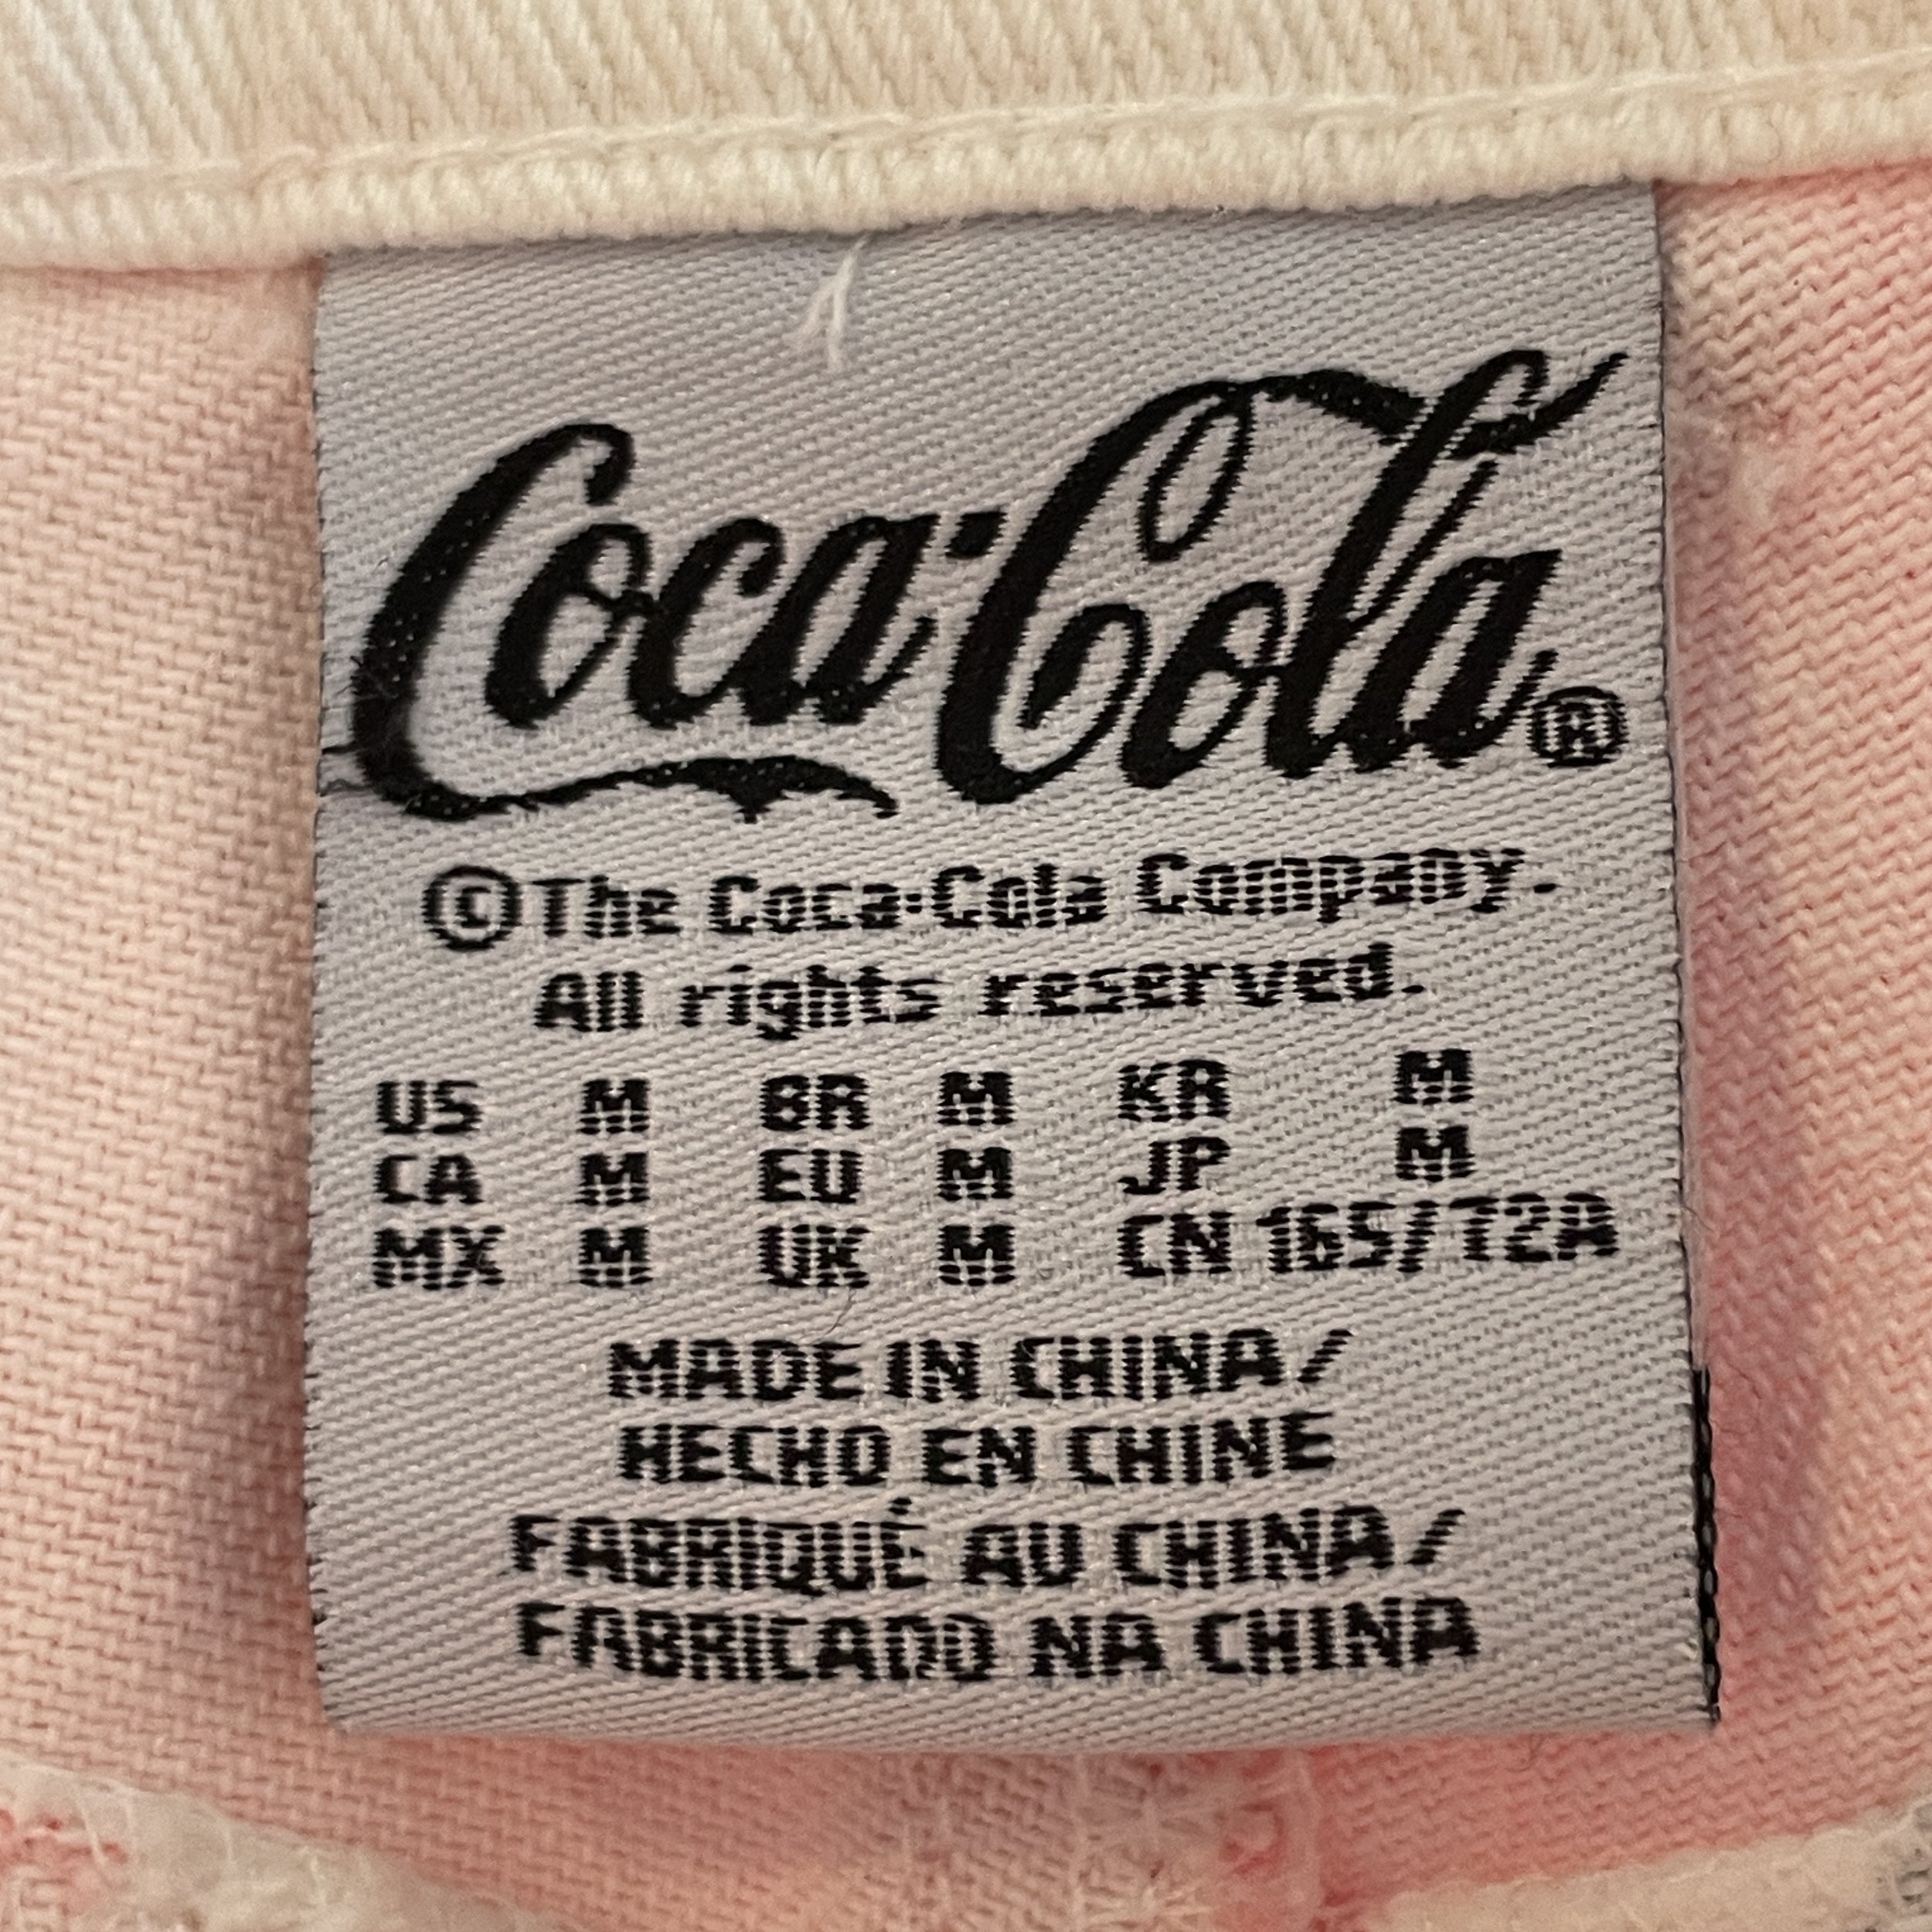 Coca-Cola®
©The Coca-Cola Company.
All rights reserved.
US M BR M KR M
CA M EU M JP M
MX M UK M CN 165/72A
MADE IN CHINA/
HECHO EN CHINE
FABRIQUÉ AU CHINA/
FABRICADO NA CHINA